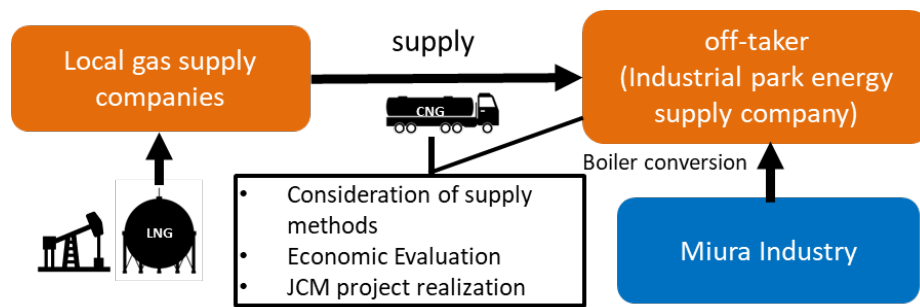 supply
Local gas supply
companies
off-taker
(Industrial park energy
supply company)
CNG
Boiler conversion
LNG
• Consideration of supply
methods
• Economic Evaluation
• JCM project realization
Miura Industry